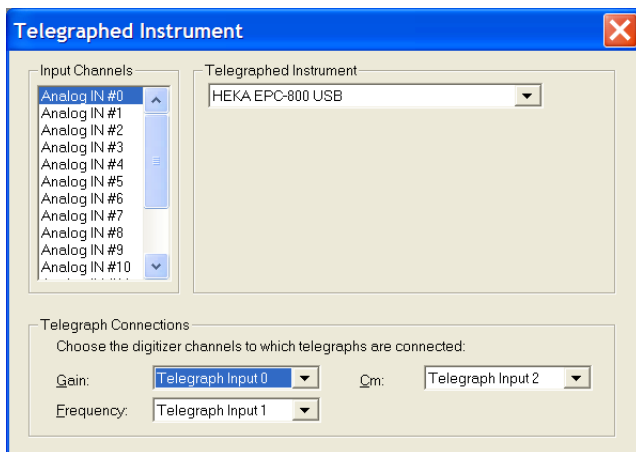 Telegraphed Instrument
Input Channels
Analog IN #0
Analog IN #1
Analog IN #2
Analog IN #3
Analog IN #4
Analog IN #5
Analog IN #6
Analog IN #7
Analog IN #8
Analog IN #9
Analog IN #10
Telegraphed Instrument
HEKA EPC-800 USB
Telegraph Connections
Choose the digitizer channels to which telegraphs are connected:
Gain: Telegraph Input 0 Cm: Telegraph Input 2
Frequency: Telegraph Input 1